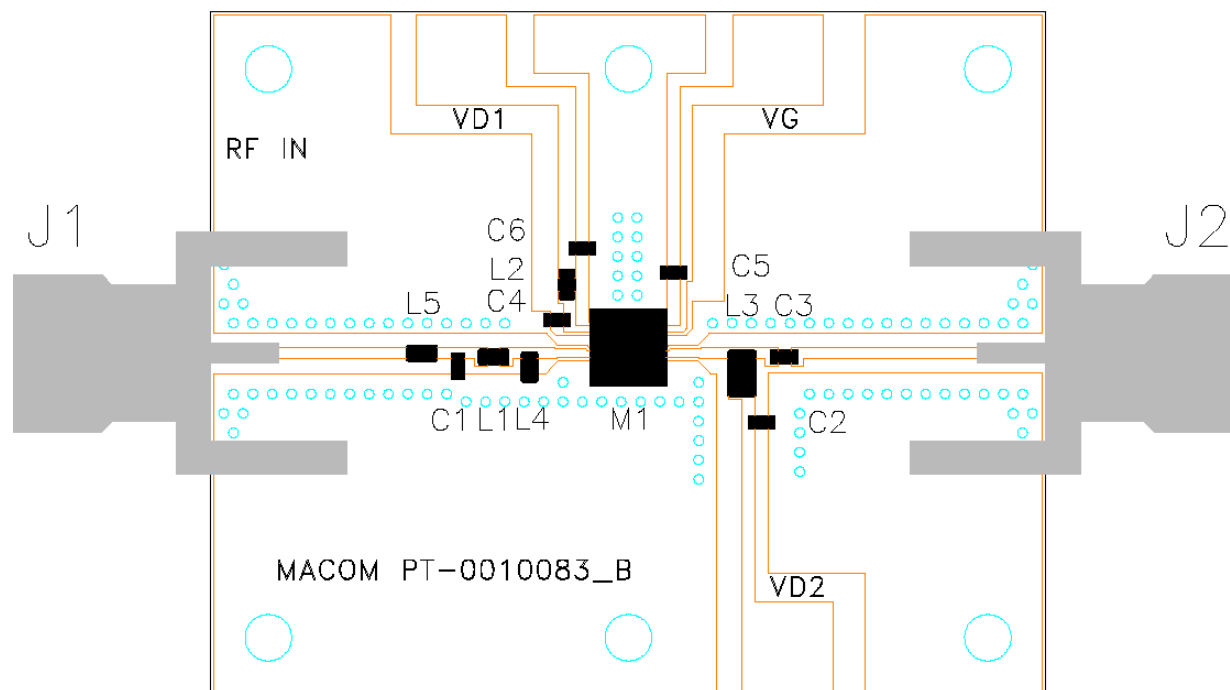 VD1
VG
RF IN
J1
J2
C6
C5
L2
L5
C4
L3
C3
C1
L1
L4
M1
C2
MACOM PT-0010083_B
VD2